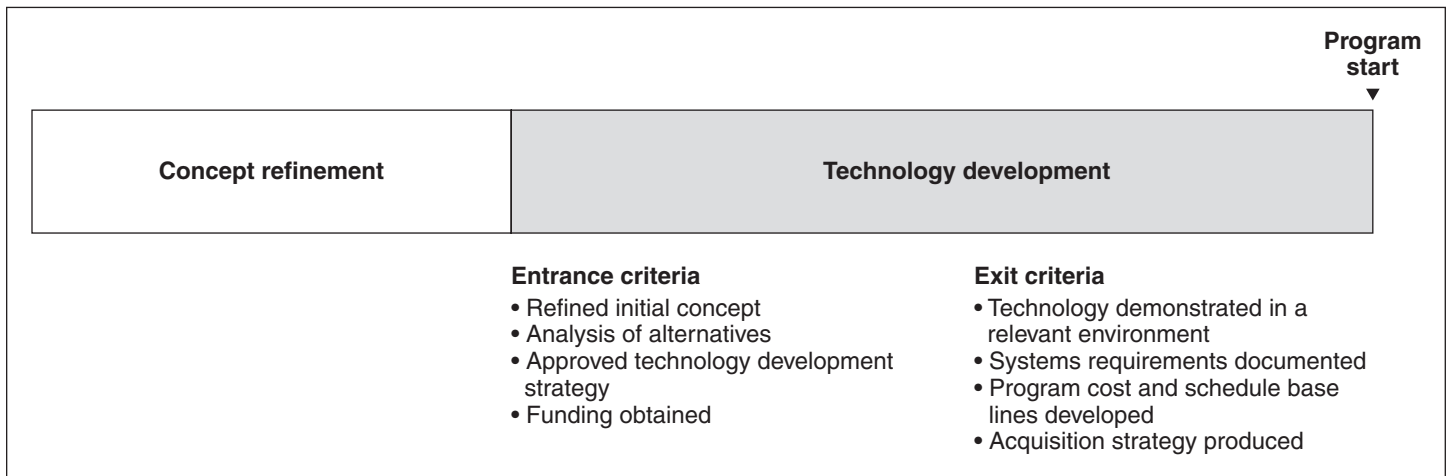 Program
start
Concept refinement
Technology development
Entrance criteria
• Refined initial concept
• Analysis of alternatives
• Approved technology development
strategy
• Funding obtained
Exit criteria
• Technology demonstrated in a
relevant environment
• Systems requirements documented
• Program cost and schedule base
lines developed
• Acquisition strategy produced